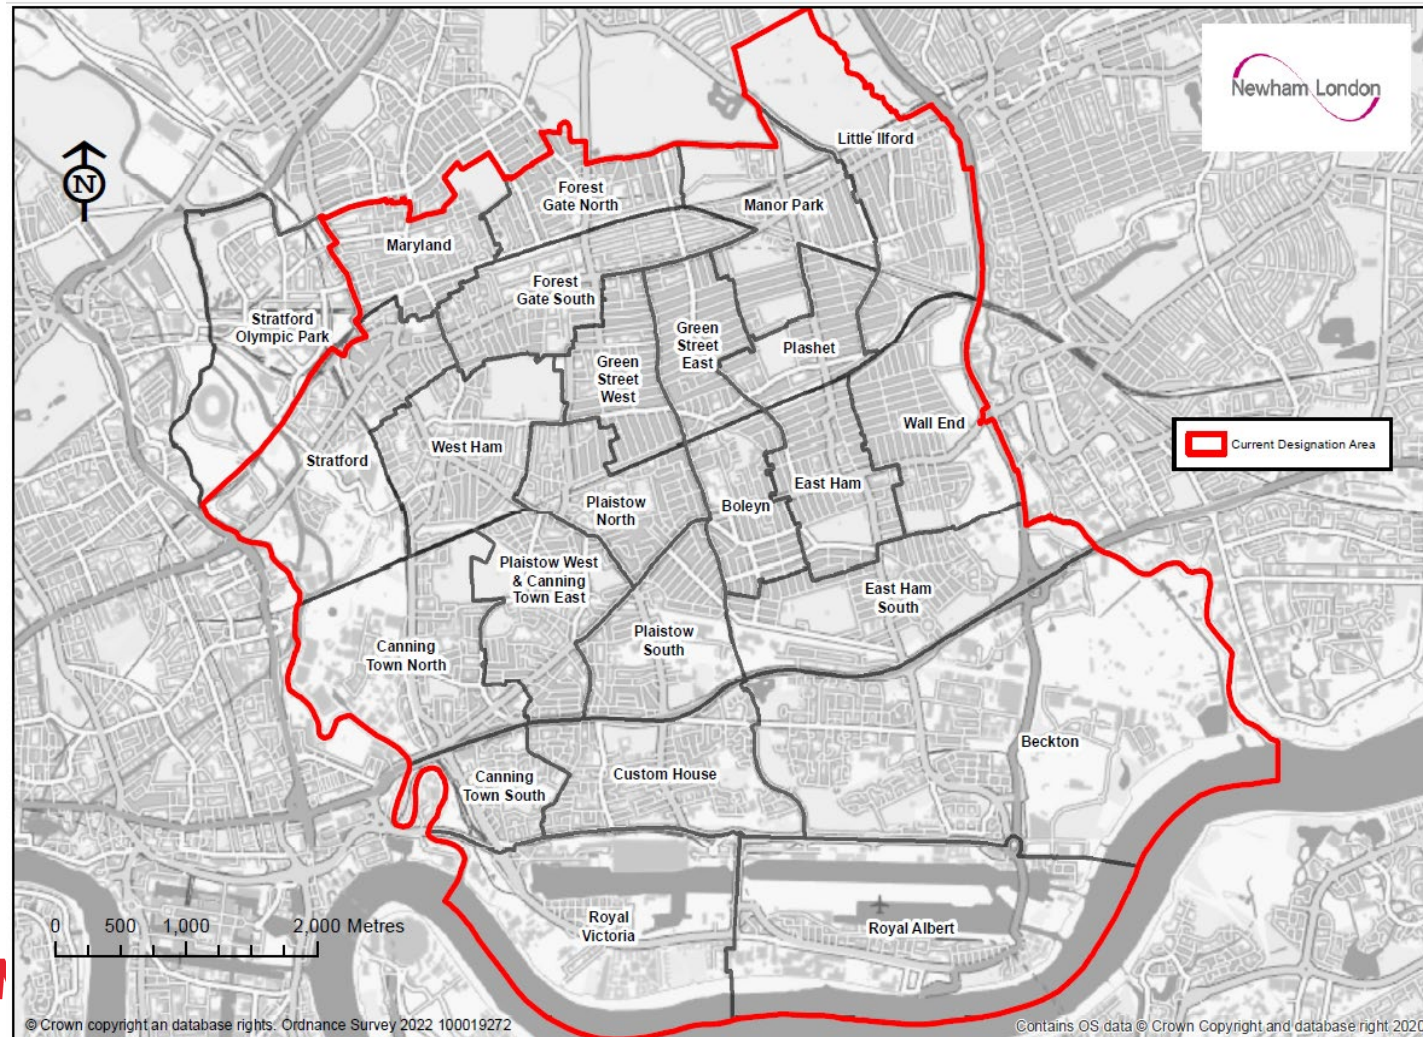 Newham London
N
Little Ilford
Forest
Gate North
Manor Park
Maryland
Forest
Gate South
Stratford
Olympic Park
Green
Street
East
Plashet
Green
Street
West
Wall End
Current Designation Area
West Ham
Stratford
East Ham
Plaistow
North
Boleyn
Plaistow West
& Canning
Town East
East Ham
South
Plaistow
South
Canning
Town North
Beckton
Custom House
Canning
Town South
Royal
Victoria
Royal Albert
0 500 1,000 2,000 Metres
© Crown copyright an database rights. Ordnance Survey 2022 100019272
Contains OS data © Crown Copyright and database right 2020